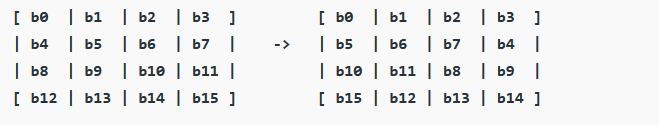 [ b0  | b1  | b2  | b3  ]       [ b0  | b1  | b2  | b3  ]
| b4  | b5  | b6  | b7  |   ->  | b5  | b6  | b7  | b4  |
| b8  | b9  | b10 | b11 |       | b10 | b11 | b8  | b9  |
[ b12 | b13 | b14 | b15 ]       [ b15 | b12 | b13 | b14 ]